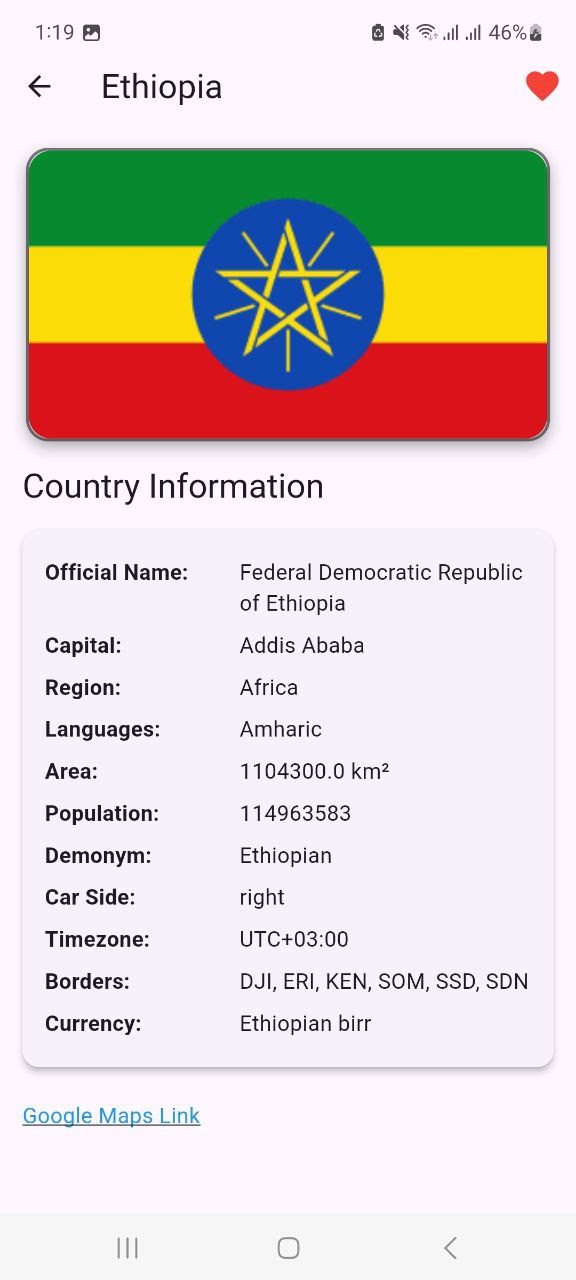 1:19 46%
Ethiopia
Country Information
Official Name: Federal Democratic Republic
of Ethiopia
Capital: Addis Ababa
Region: Africa
Languages: Amharic
Area: 1104300.0 km²
Population: 114963583
Demonym: Ethiopian
Car Side: right
Timezone: UTC+03:00
Borders: DJI, ERI, KEN, SOM, SSD, SDN
Currency: Ethiopian birr
Google Maps Link